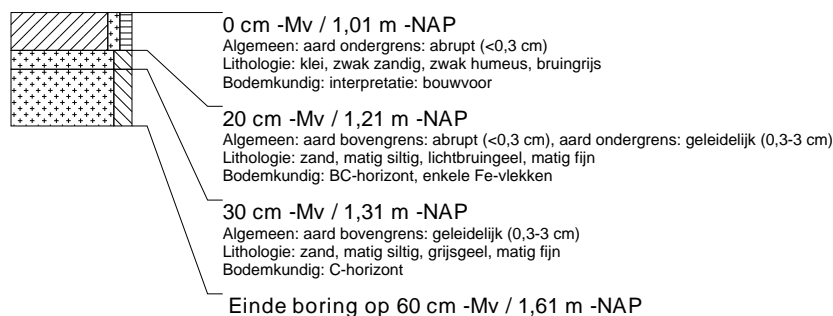 0 cm -Mv / 1,01 m -NAP
Algemeen: aard ondergrens: abrupt (<0,3 cm)
Lithologie: klei, zwak zandig, zwak humeus, bruingrijs
Bodemkundig: interpretatie: bouwvoor
20 cm -Mv / 1,21 m -NAP
Algemeen: aard bovengrens: abrupt (<0,3 cm), aard ondergrens: geleidelijk (0,3-3 cm)
Lithologie: zand, matig siltig, lichtbruingeel, matig fijn
Bodemkundig: BC-horizont, enkele Fe-vlekken
30 cm -Mv / 1,31 m -NAP
Algemeen: aard bovengrens: geleidelijk (0,3-3 cm)
Lithologie: zand, matig siltig, grijsgeel, matig fijn
Bodemkundig: C-horizont
Einde boring op 60 cm -Mv / 1,61 m -NAP